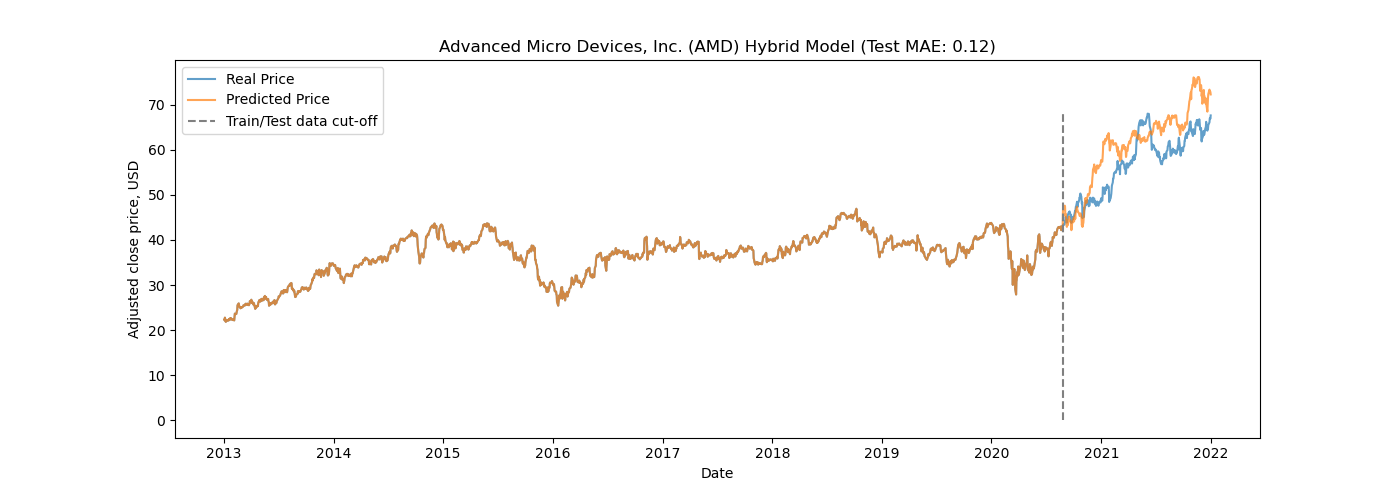 Advanced Micro Devices, Inc. (AMD) Hybrid Model (Test MAE: 0.12)
Real Price
Predicted Price
Train/Test data cut-off
Adjusted close price, USD
70
60
50
40
30
20
10
0
2013 2014 2015 2016 2017 2018 2019 2020 2021 2022
Date